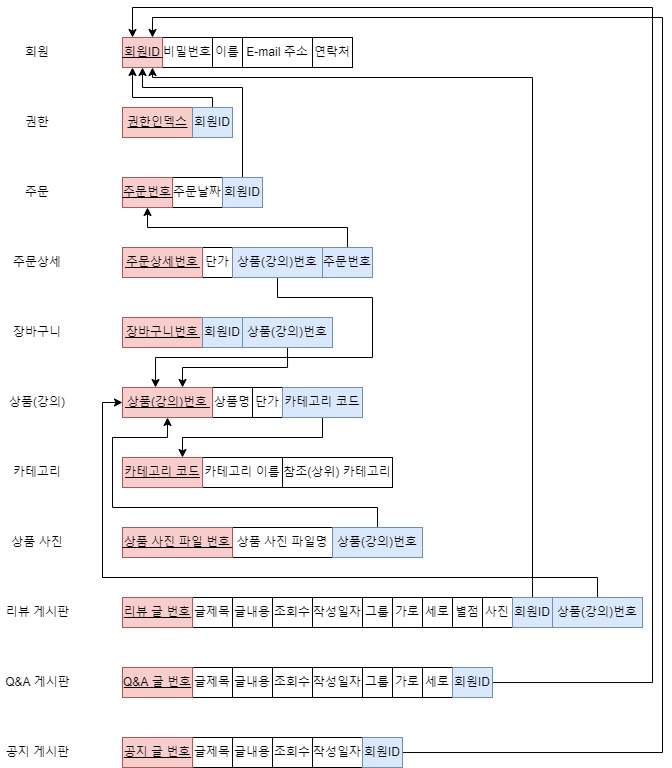 회원 회원ID 비밀번호 이름 E-mail 주소 연락처
권한 권한인덱스 회원ID
주문 주문번호 주문날짜 회원ID
주문상세 주문상세번호 단가 상품(강의)번호 주문번호
장바구니 장바구니번호 회원ID 상품(강의)번호
상품(강의) 상품(강의)번호 상품명 단가 카테고리 코드
카테고리 카테고리 코드 카테고리 이름 참조(상위) 카테고리
상품 사진 상품 사진 파일 번호 상품 사진 파일명 상품(강의)번호
리뷰 게시판 리뷰 글 번호 글제목 글내용 조회수 작성일자 그룹 가로 세로 별점 사진 회원ID 상품(강의)번호
Q&A 게시판 Q&A 글 번호 글제목 글내용 조회수 작성일자 그룹 가로 세로 회원ID
공지 게시판 공지 글 번호 글제목 글내용 조회수 작성일자 회원ID